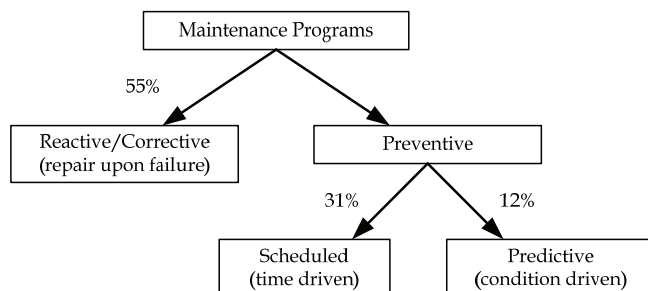 Maintenance Programs
55%
Reactive/Corrective
(repair upon failure)
Preventive
31%
12%
Scheduled
(time driven)
Predictive
(condition driven)